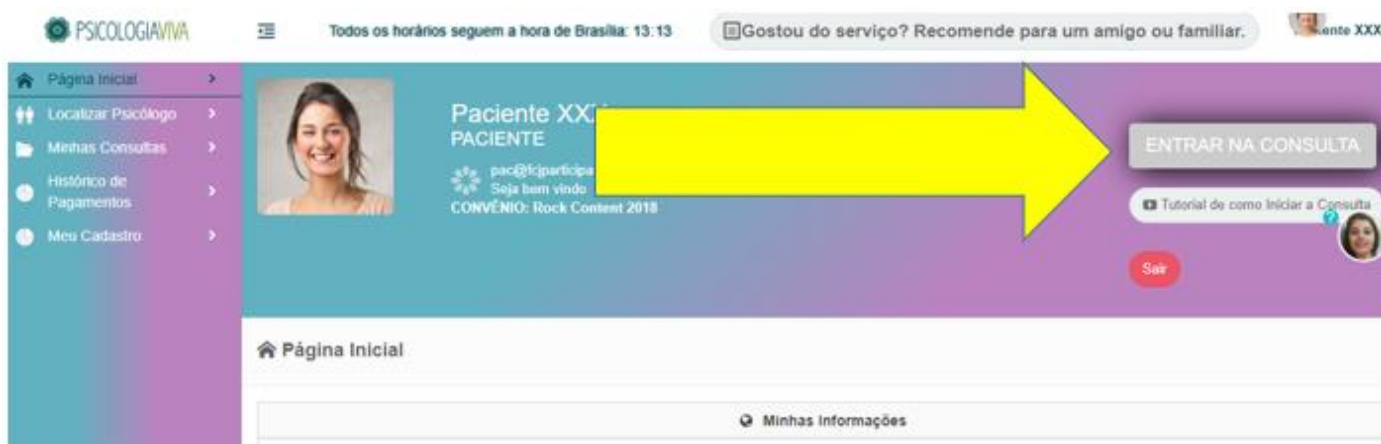 PSICOLOGIAVIVA
Todos os horários seguem a hora de Brasília: 13:13
Gostou do serviço? Recomende para um amigo ou familiar.
XXX
Página Inicial
Localizar Psicólogo
Minhas Consultas
Histórico de
Pagamentos
Meu Cadastro
Paciente
PACIENTE
Seja bem vindo
CONVÊNIO: Rock Content 2018
ENTRAR NA CONSULTA
Tutorial de como Iniciar a Consulta
?
Sair
Página Inicial
Minhas Informações